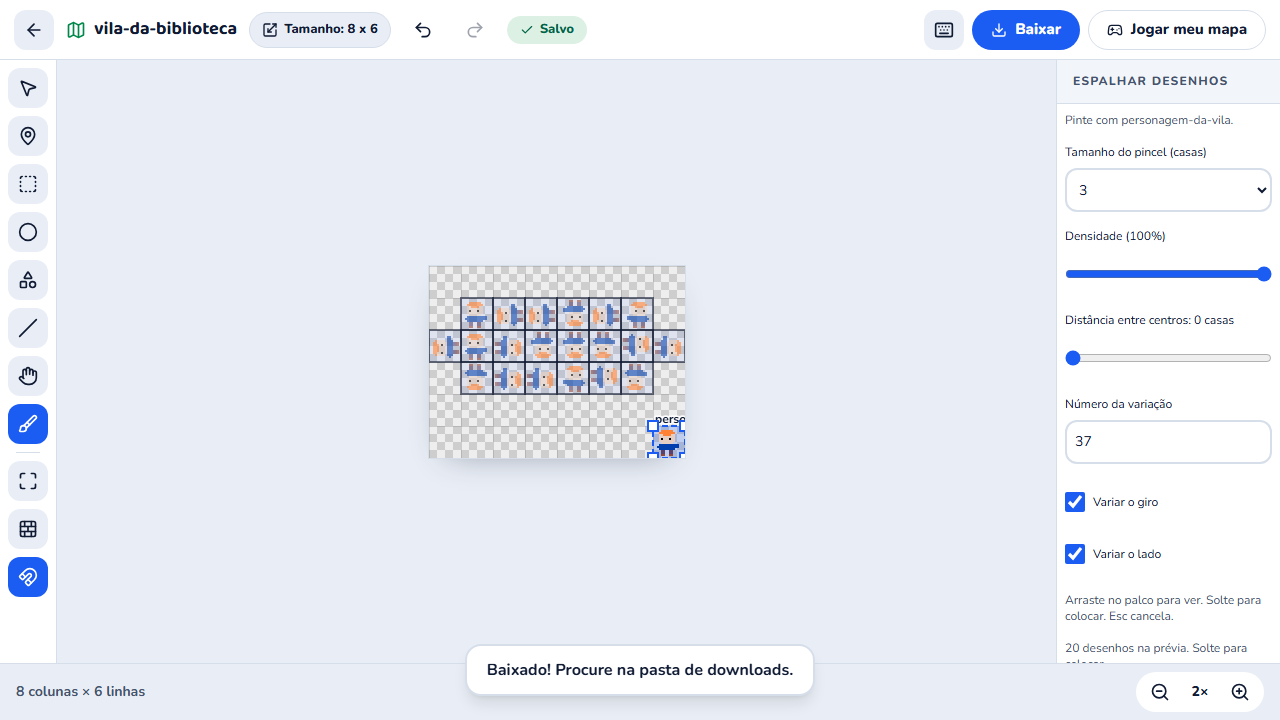 vila-da-biblioteca
Tamanho: 8 x 6
Salvo
Baixar
Jogar meu mapa
ESPALHAR DESENHOS
Pinte com personagem-da-vila.
Tamanho do pincel (casas)
3
Densidade (100%)
Distância entre centros: 0 casas
Número da variação
37
Variar o giro
Variar o lado
Arraste no palco para ver. Solte para
colocar. Esc cancela.
20 desenhos na prévia. Solte para
colocar.
perso
Baixado! Procure na pasta de downloads.
8 colunas × 6 linhas
2×